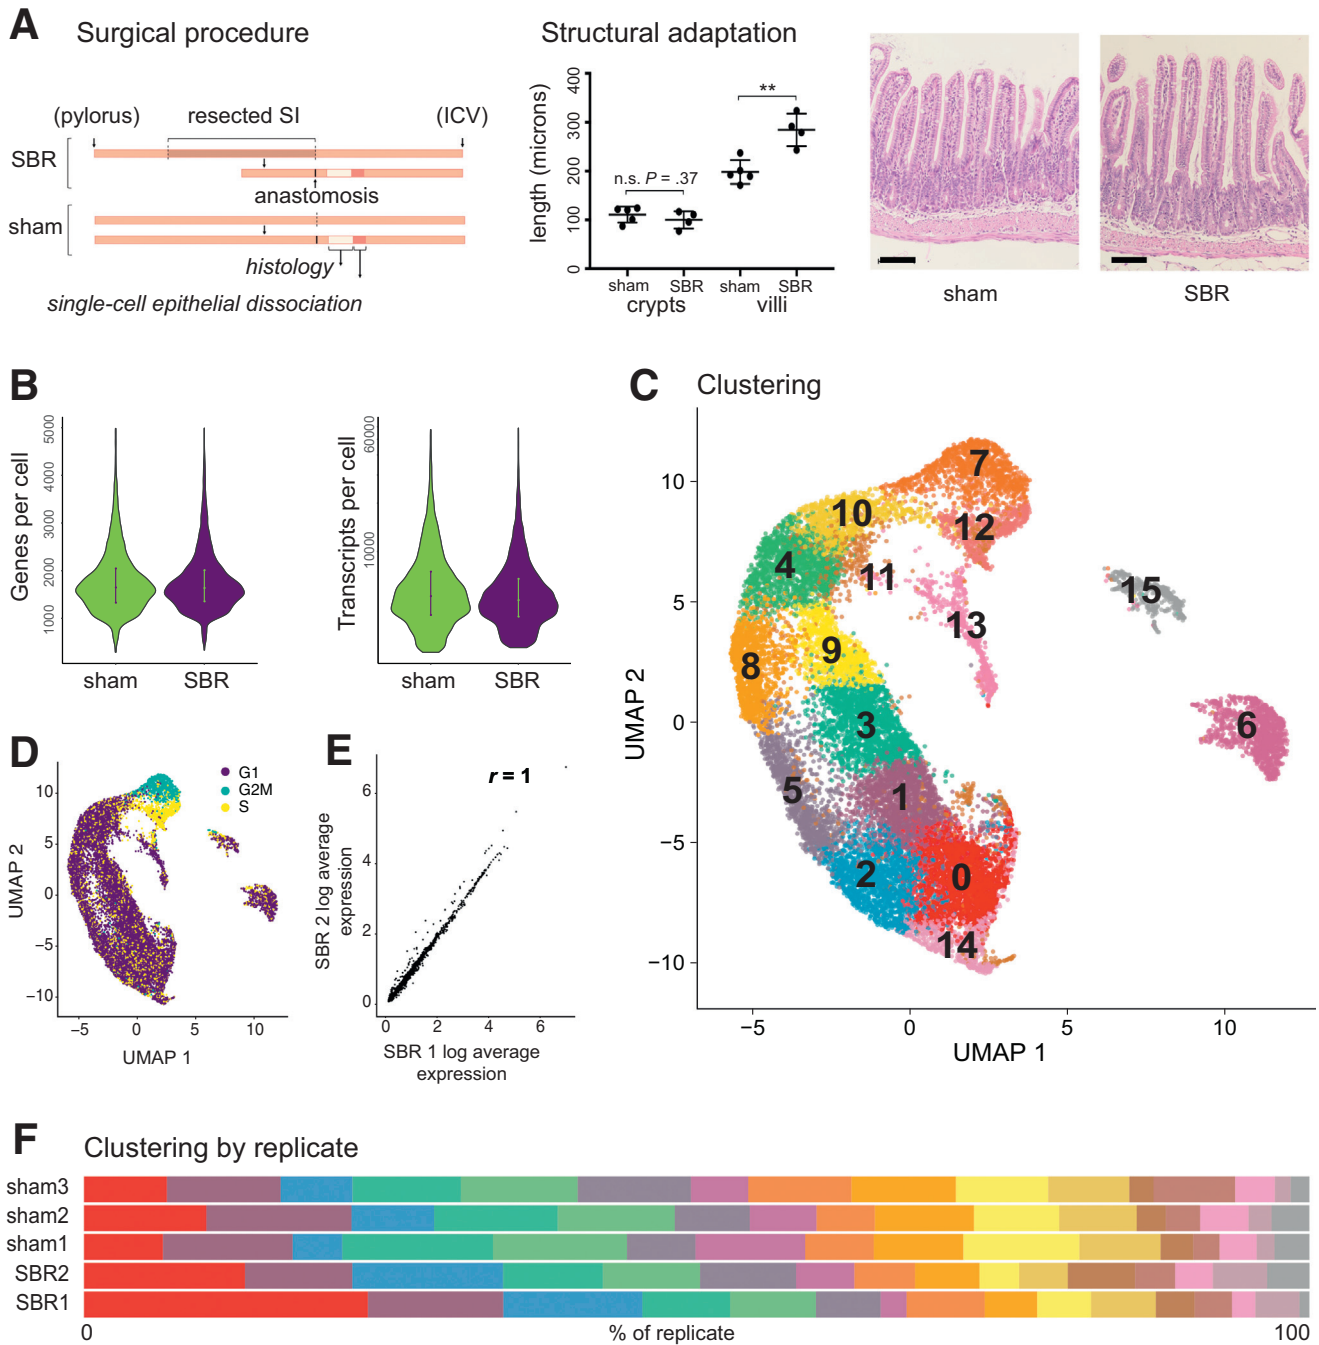 A
Surgical procedure
(pylorus)
resected SI
(ICV)
SBR
anastomosis
sham
histology
single-cell epithelial dissociation
Structural adaptation
length (microns)
400
300
200
100
0
n.s. P = .37
**
sham
SBR
sham
SBR
crypts
villi
sham
SBR
B
Genes per cell
5000
4000
3000
2000
1000
sham
SBR
Transcripts per cell
60000
10000
sham
SBR
C
Clustering
UMAP 2
10
5
0
−5
−10
7
10
12
4
11
15
13
9
8
6
3
5
1
2
0
14
−5
0
5
10
UMAP 1
D
G1
G2M
S
UMAP 2
10
5
0
−5
−10
−5
0
5
10
UMAP 1
E
r = 1
SBR 2 log average
expression
6
4
2
0
0
2
4
6
SBR 1 log average
expression
F
Clustering by replicate
sham3
sham2
sham1
SBR2
SBR1
0
% of replicate
100